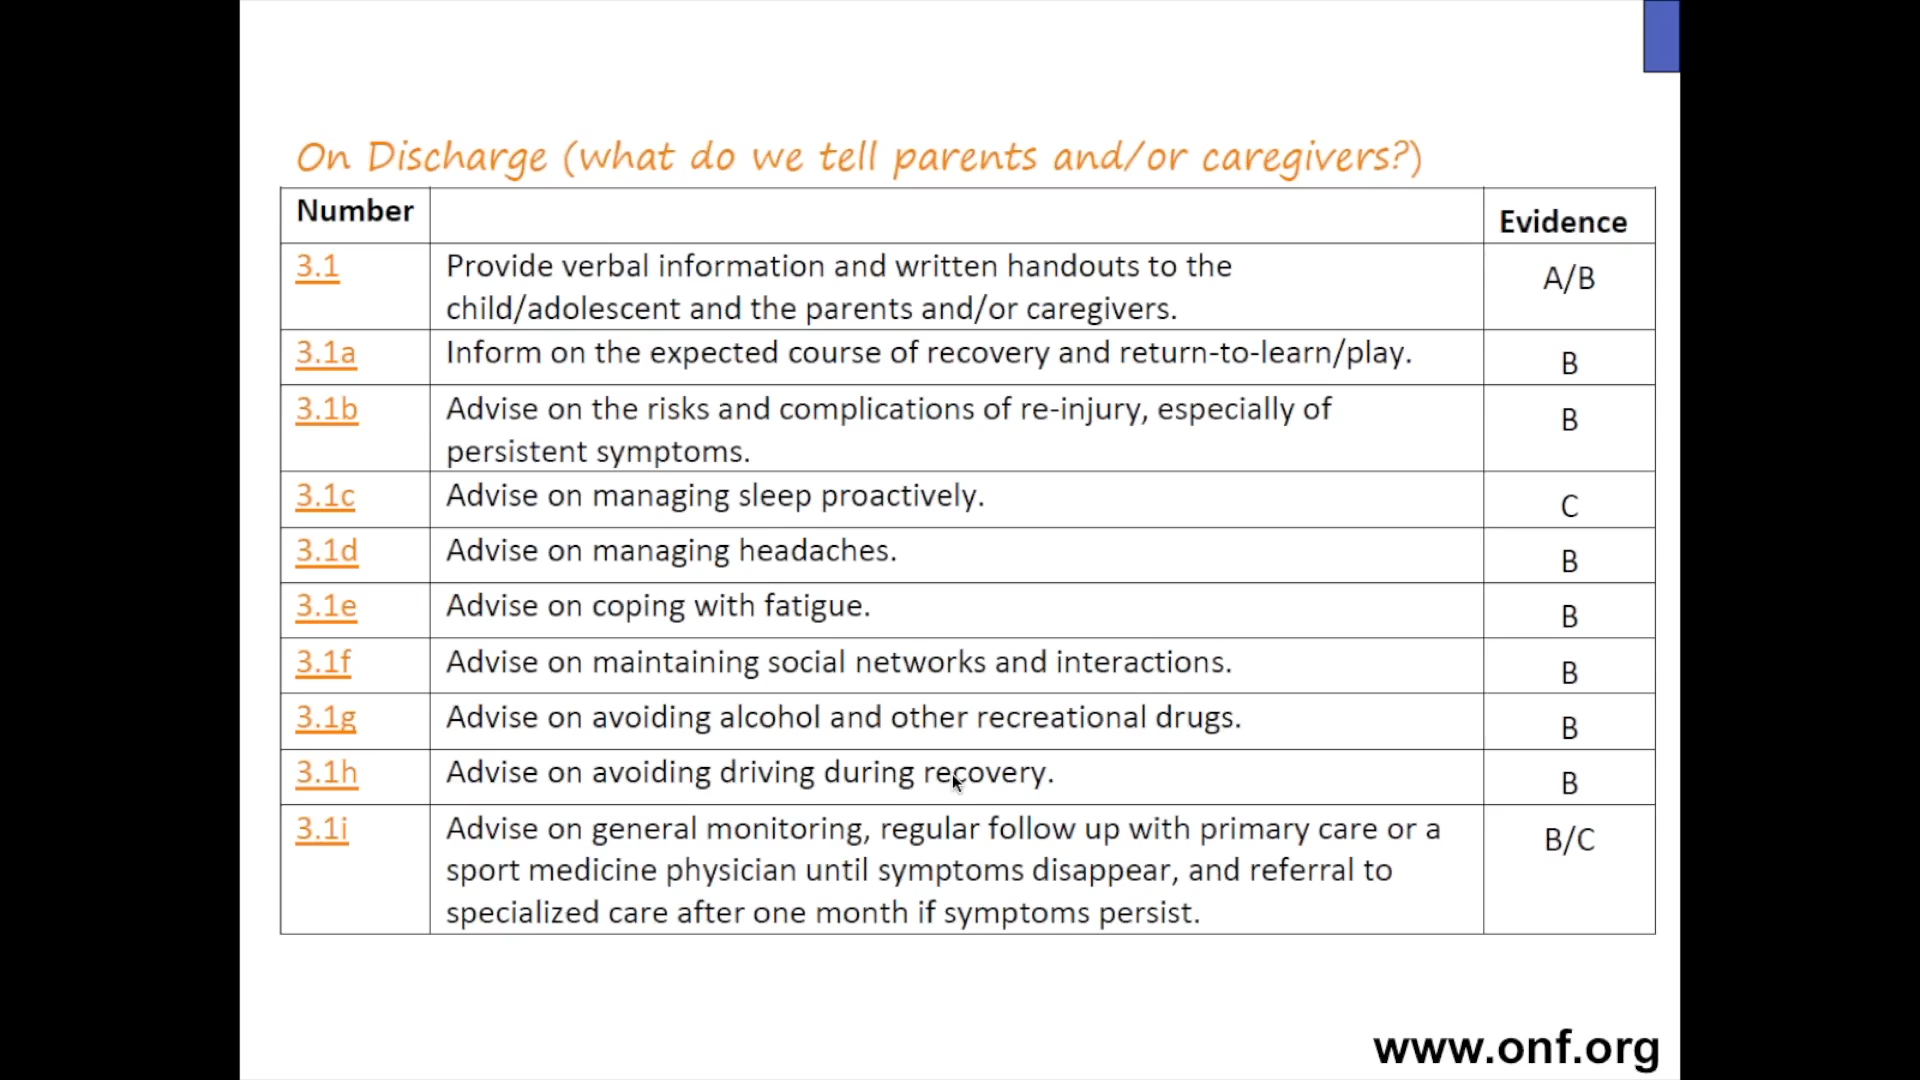 On Discharge (what do we tell parents and/or caregivers?)
Number Evidence
3.1 Provide verbal information and written handouts to the A/B
child/adolescent and the parents and/or caregivers.
3.1a Inform on the expected course of recovery and return-to-learn/play. B
3.1b Advise on the risks and complications of re-injury, especially of B
persistent symptoms.
3.1c Advise on managing sleep proactively. C
3.1d Advise on managing headaches. B
3.1e Advise on coping with fatigue. B
3.1f Advise on maintaining social networks and interactions. B
3.1g Advise on avoiding alcohol and other recreational drugs. B
3.1h Advise on avoiding driving during recovery. B
3.1i Advise on general monitoring, regular follow up with primary care or a B/C
sport medicine physician until symptoms disappear, and referral to
specialized care after one month if symptoms persist.
www.onf.org